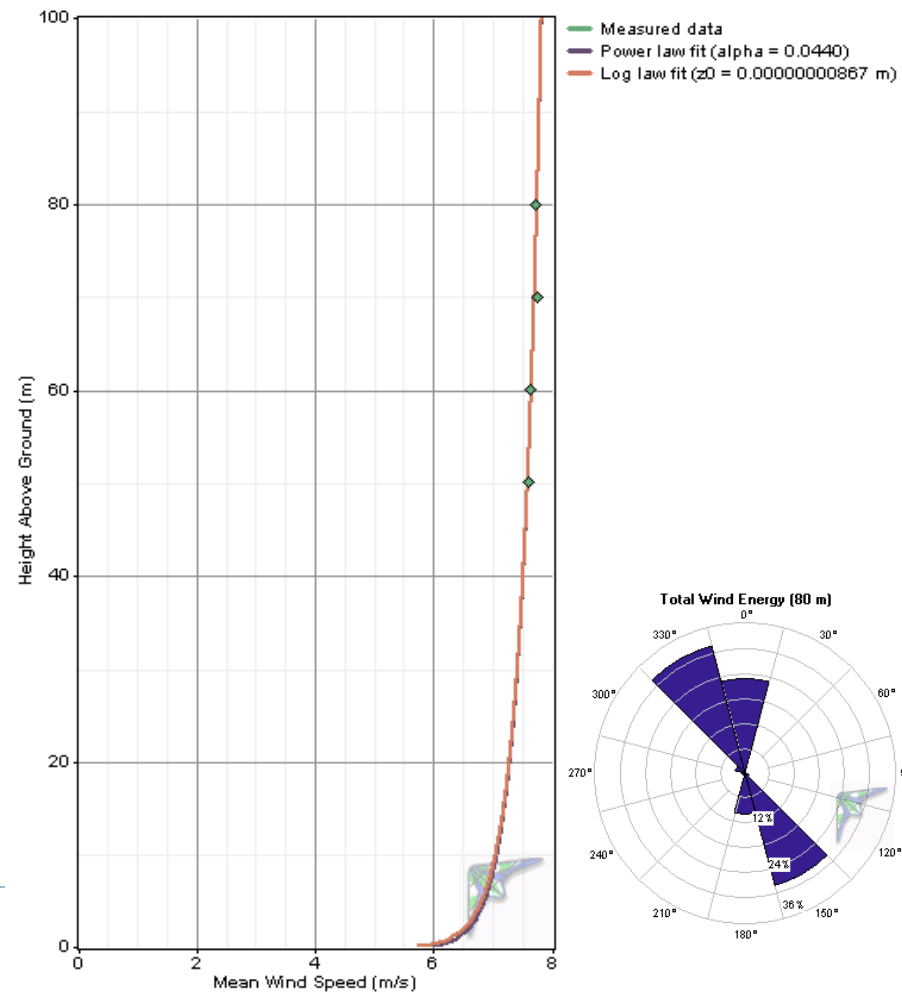 100
80
60
40
20
0
0 2 4 6 8
Height Above Ground (m)
Mean Wind Speed (m/s)
Measured data
Power law fit (alpha = 0.0440)
Log law fit (z0 = 0.00000000867 m)
Total Wind Energy (80 m)
0°
330° 30°
300° 60°
270°
12%
240° 24% 120°
36%
210° 150°
180°